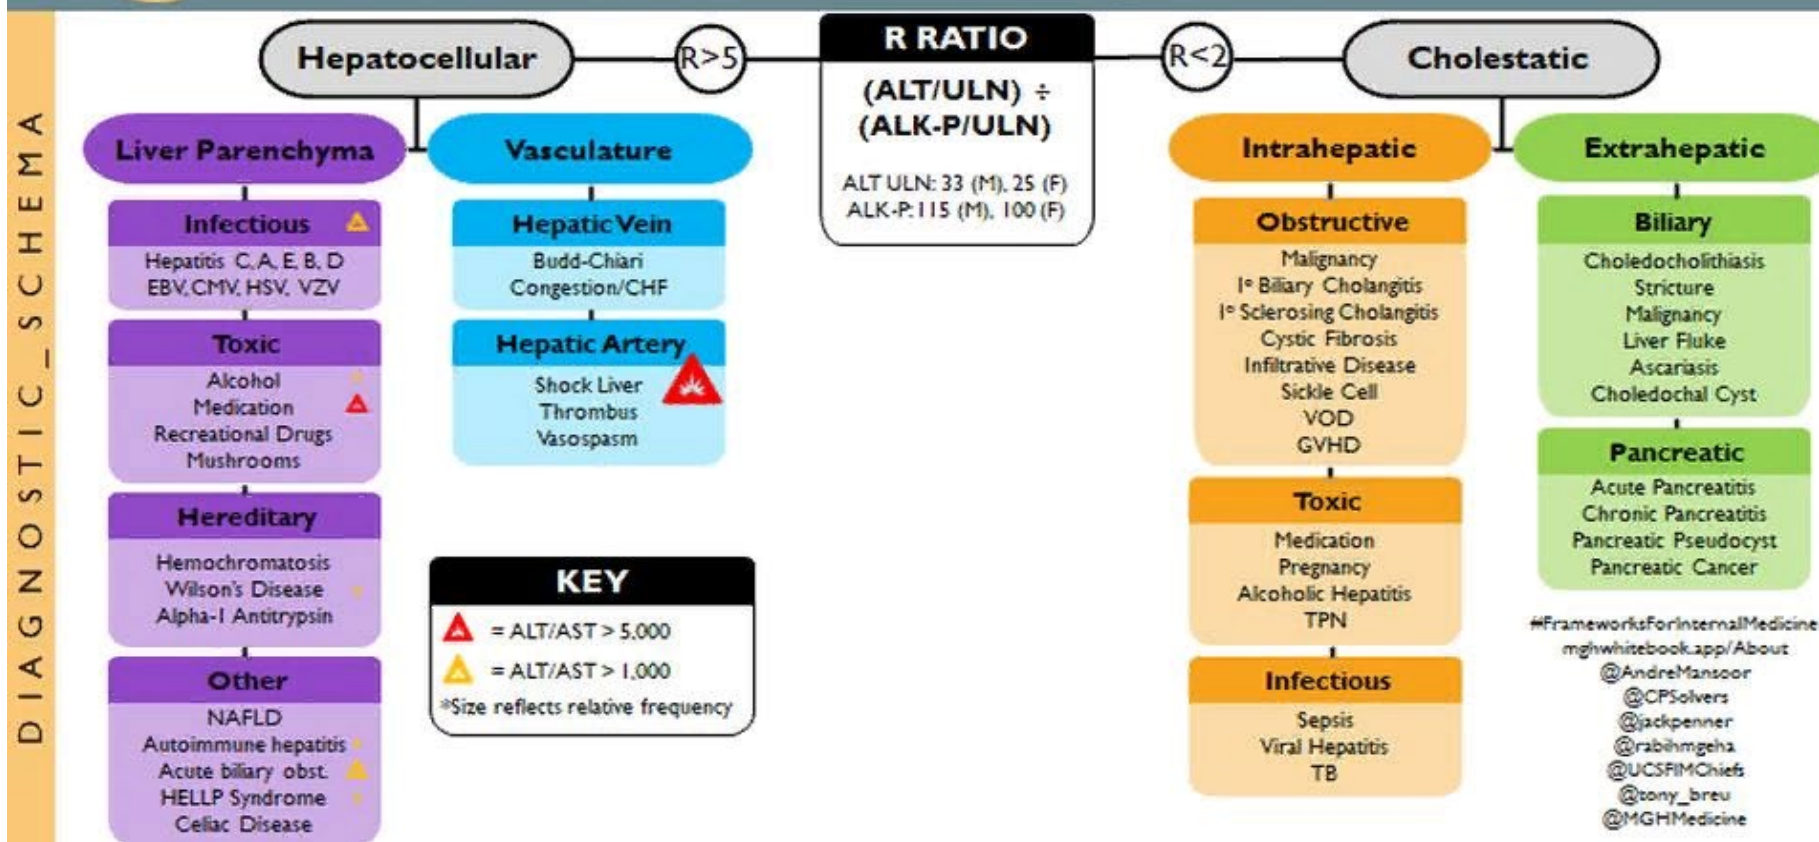 DIAGNOSTIC_SCHEMA
Hepatocellular
R>5
R RATIO
(ALT/ULN) ÷
(ALK-P/ULN)
ALT ULN: 33 (M), 25 (F)
ALK-P: 115 (M), 100 (F)
R<2
Cholestatic
Liver Parenchyma
Infectious
Hepatitis C, A, E, B, D
EBV, CMV, HSV, VZV
Toxic
Alcohol
Medication
Recreational Drugs
Mushrooms
Hereditary
Hemochromatosis
Wilson's Disease
Alpha-1 Antitrypsin
Other
NAFLD
Autoimmune hepatitis
Acute biliary obst.
HELLP Syndrome
Celiac Disease
Vasculature
Hepatic Vein
Budd-Chiari
Congestion/CHF
Hepatic Artery
Shock Liver
Thrombus
Vasospasm
KEY
= ALT/AST > 5,000
= ALT/AST > 1,000
*Size reflects relative frequency
Intrahepatic
Obstructive
Malignancy
1° Biliary Cholangitis
1° Sclerosing Cholangitis
Cystic Fibrosis
Infiltrative Disease
Sickle Cell
VOD
GVHD
Toxic
Medication
Pregnancy
Alcoholic Hepatitis
TPN
Infectious
Sepsis
Viral Hepatitis
TB
Extrahepatic
Biliary
Choledocholithiasis
Stricture
Malignancy
Liver Fluke
Ascariasis
Choledochal Cyst
Pancreatic
Acute Pancreatitis
Chronic Pancreatitis
Pancreatic Pseudocyst
Pancreatic Cancer
#FrameworksForInternalMedicine
mghwhitebook.app/About
@AndreMansoor
@CPSolvers
@jackpenner
@rabihmgeha
@UCSFIMChiefs
@tony_breu
@MGHMedicine